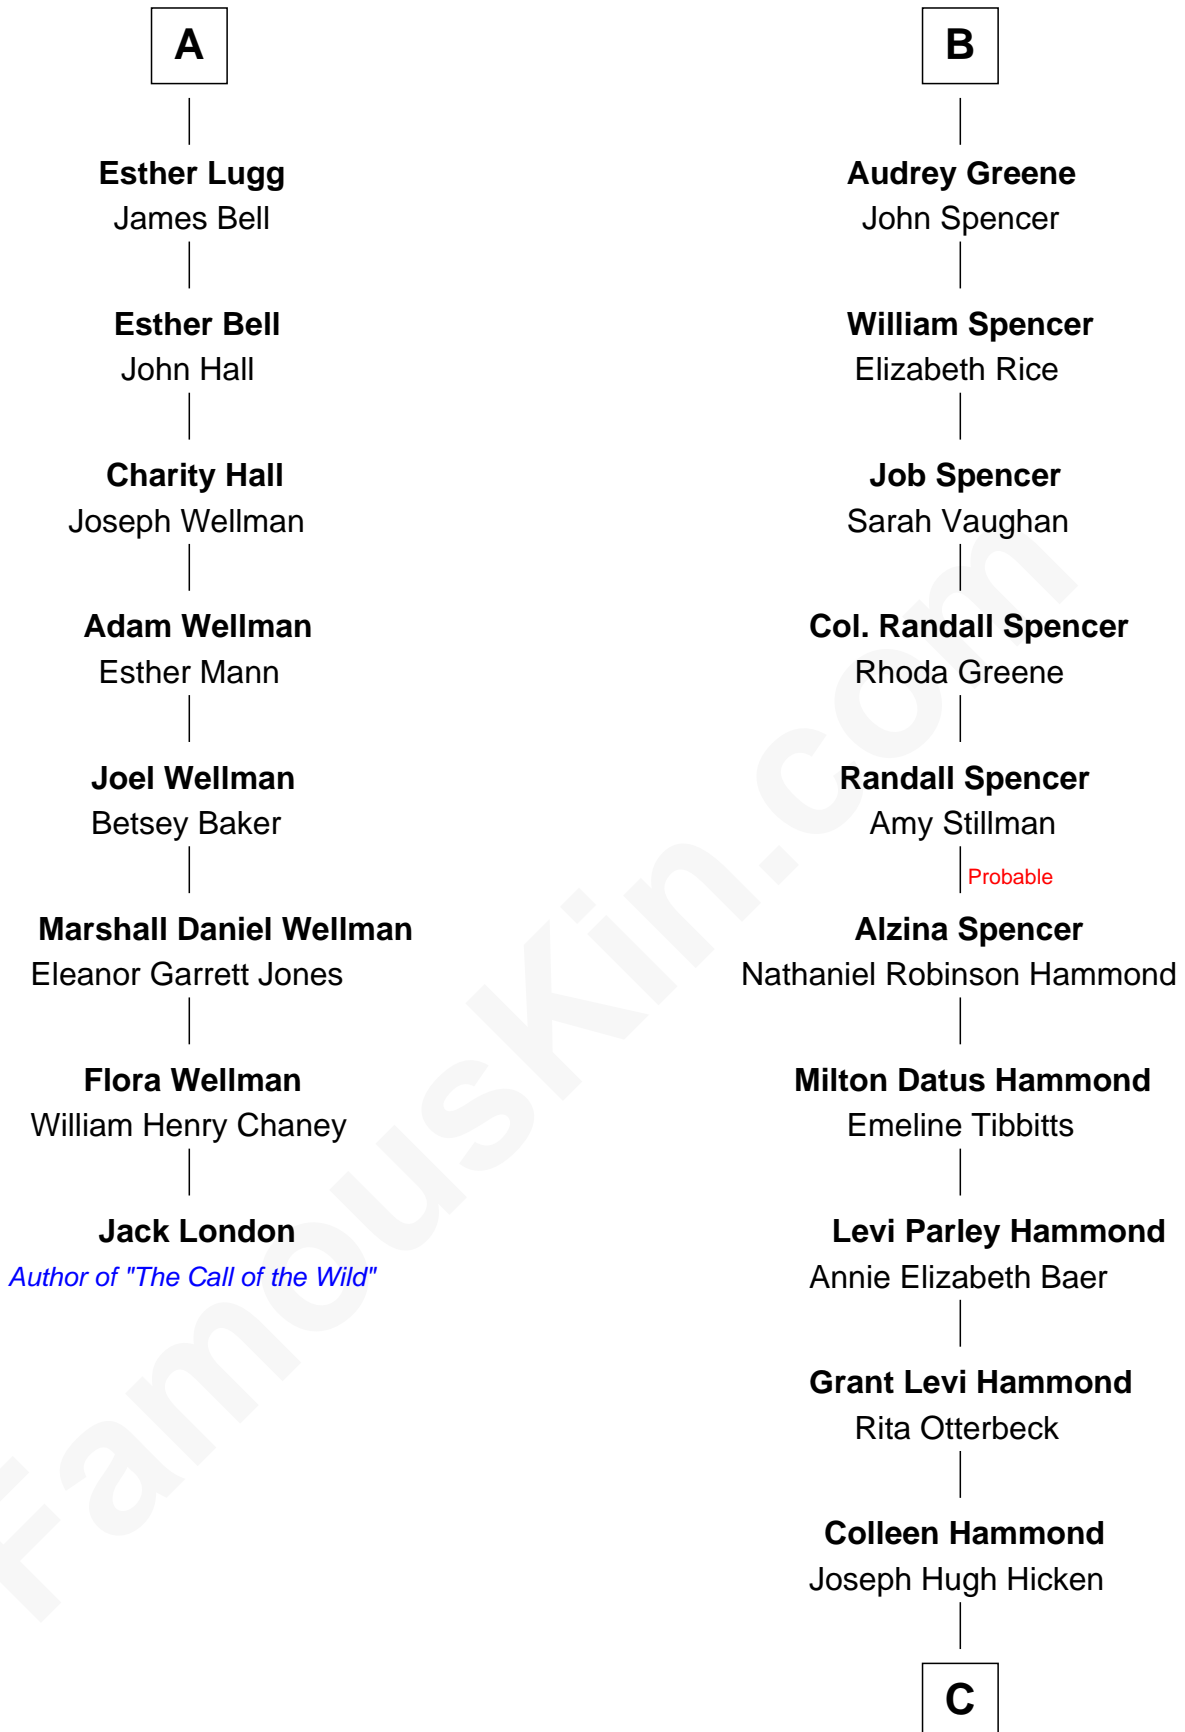 A
Esther Lugg
James Bell
Esther Bell
John Hall
Charity Hall
Joseph Wellman
Adam Wellman
Esther Mann
Joel Wellman
Betsey Baker
Marshall Daniel Wellman
Eleanor Garrett Jones
Flora Wellman
William Henry Chaney
Jack London
Author of "The Call of the Wild"
B
Audrey Greene
John Spencer
William Spencer
Elizabeth Rice
Job Spencer
Sarah Vaughan
Col. Randall Spencer
Rhoda Greene
Randall Spencer
Amy Stillman
Probable
Alzina Spencer
Nathaniel Robinson Hammond
Milton Datus Hammond
Emeline Tibbitts
Levi Parley Hammond
Annie Elizabeth Baer
Grant Levi Hammond
Rita Otterbeck
Colleen Hammond
Joseph Hugh Hicken
C
FamousKin.com